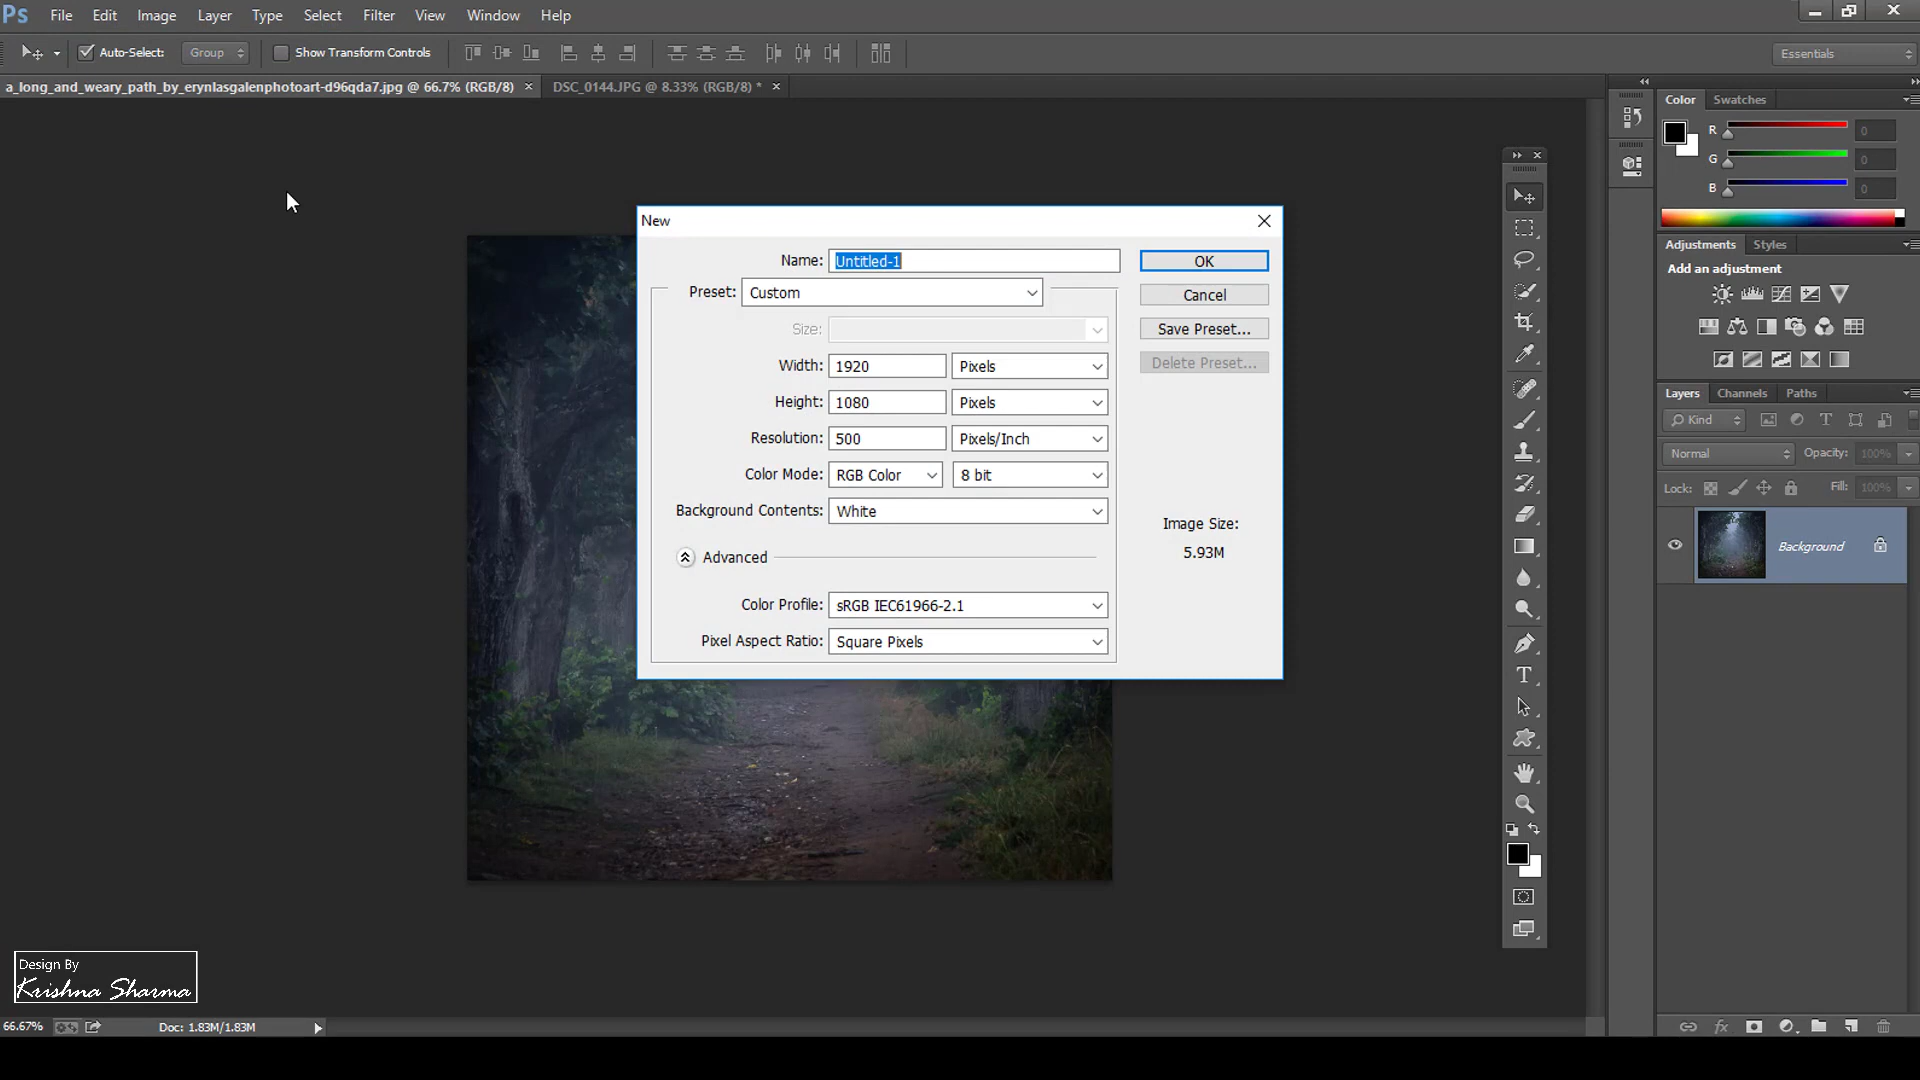 Ps File Edit Image Layer Type Select Filter View Window Help
Auto-Select: Group Show Transform Controls Essentials
a_long_and_weary_path_by_erynlasgalenphotoart-d96qda7.jpg @ 66.7% (RGB/8) × DSC_0144.JPG @ 8.33% (RGB/8) * ×
Color Swatches
R 0
G 0
B 0
Adjustments Styles
Add an adjustment
Layers Channels Paths
Kind
Normal Opacity: 100%
Lock: Fill: 100%
Background
New
Name: Untitled-1 OK
Preset: Custom Cancel
Size: Save Preset...
Width: 1920 Pixels Delete Preset...
Height: 1080 Pixels
Resolution: 500 Pixels/Inch
Color Mode: RGB Color 8 bit
Background Contents: White
Image Size:
5.93M
Advanced
Color Profile: sRGB IEC61966-2.1
Pixel Aspect Ratio: Square Pixels
Design By
Krishna Sharma
66.67% Doc: 1.83M/1.83M